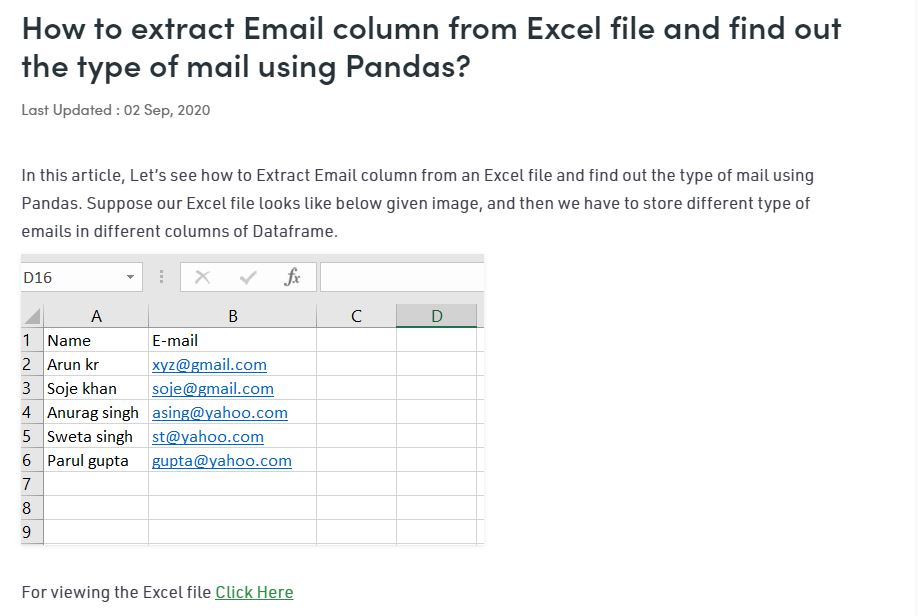 How to extract Email column from Excel file and find out
the type of mail using Pandas?
Last Updated : 02 Sep, 2020
In this article, Let's see how to Extract Email column from an Excel file and find out the type of mail using
Pandas. Suppose our Excel file looks like below given image, and then we have to store different type of
emails in different columns of Dataframe.
D16 fx
A B C D
1 Name E-mail
2 Arun kr xyz@gmail.com
3 Soje khan soje@gmail.com
4 Anurag singh asing@yahoo.com
5 Sweta singh st@yahoo.com
6 Parul gupta gupta@yahoo.com
7
8
9
For viewing the Excel file Click Here